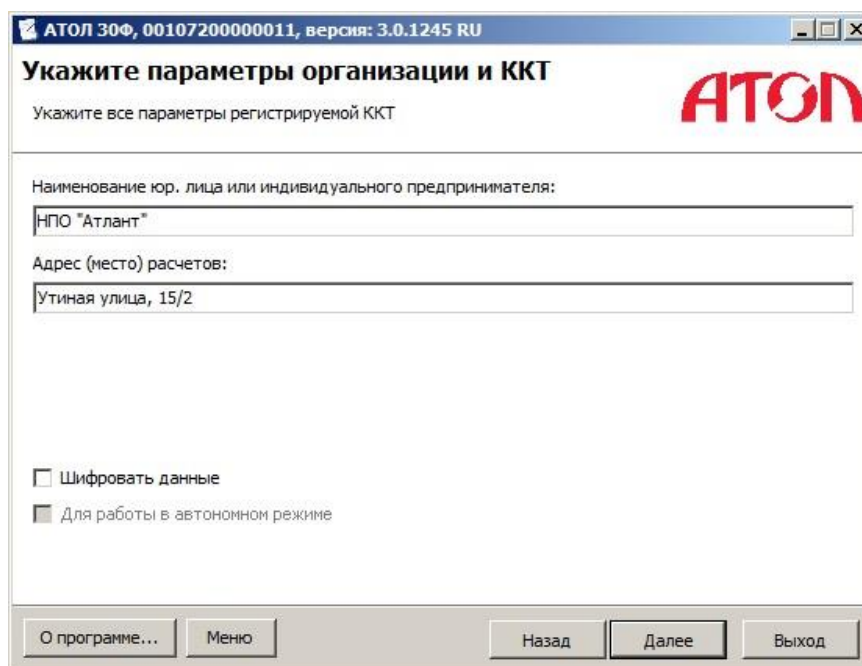 АТОЛ 30Ф, 00107200000011, версия: 3.0.1245 RU
Укажите параметры организации и ККТ
АТОЛ
Укажите все параметры регистрируемой ККТ
Наименование юр. лица или индивидуального предпринимателя:
НПО "Атлант"
Адрес (место) расчетов:
Утиная улица, 15/2
Шифровать данные
Для работы в автономном режиме
О программе... Меню Назад Далее Выход